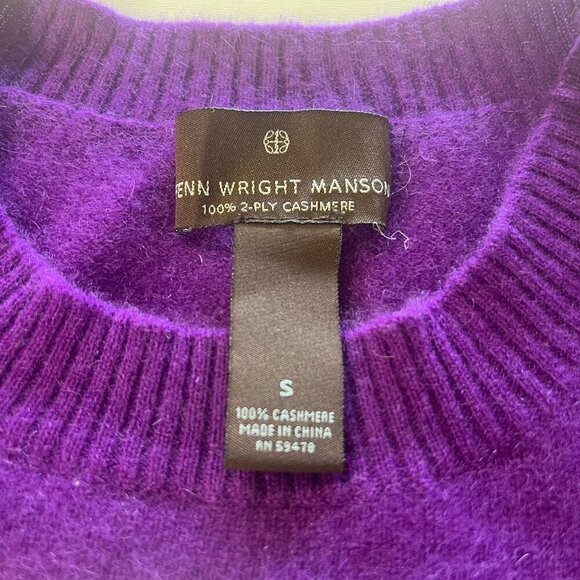 ENN WRIGHT MANSON
100% 2-PLY CASHMERE
S
100% CASHMERE
MADE IN CHINA
RN 59478